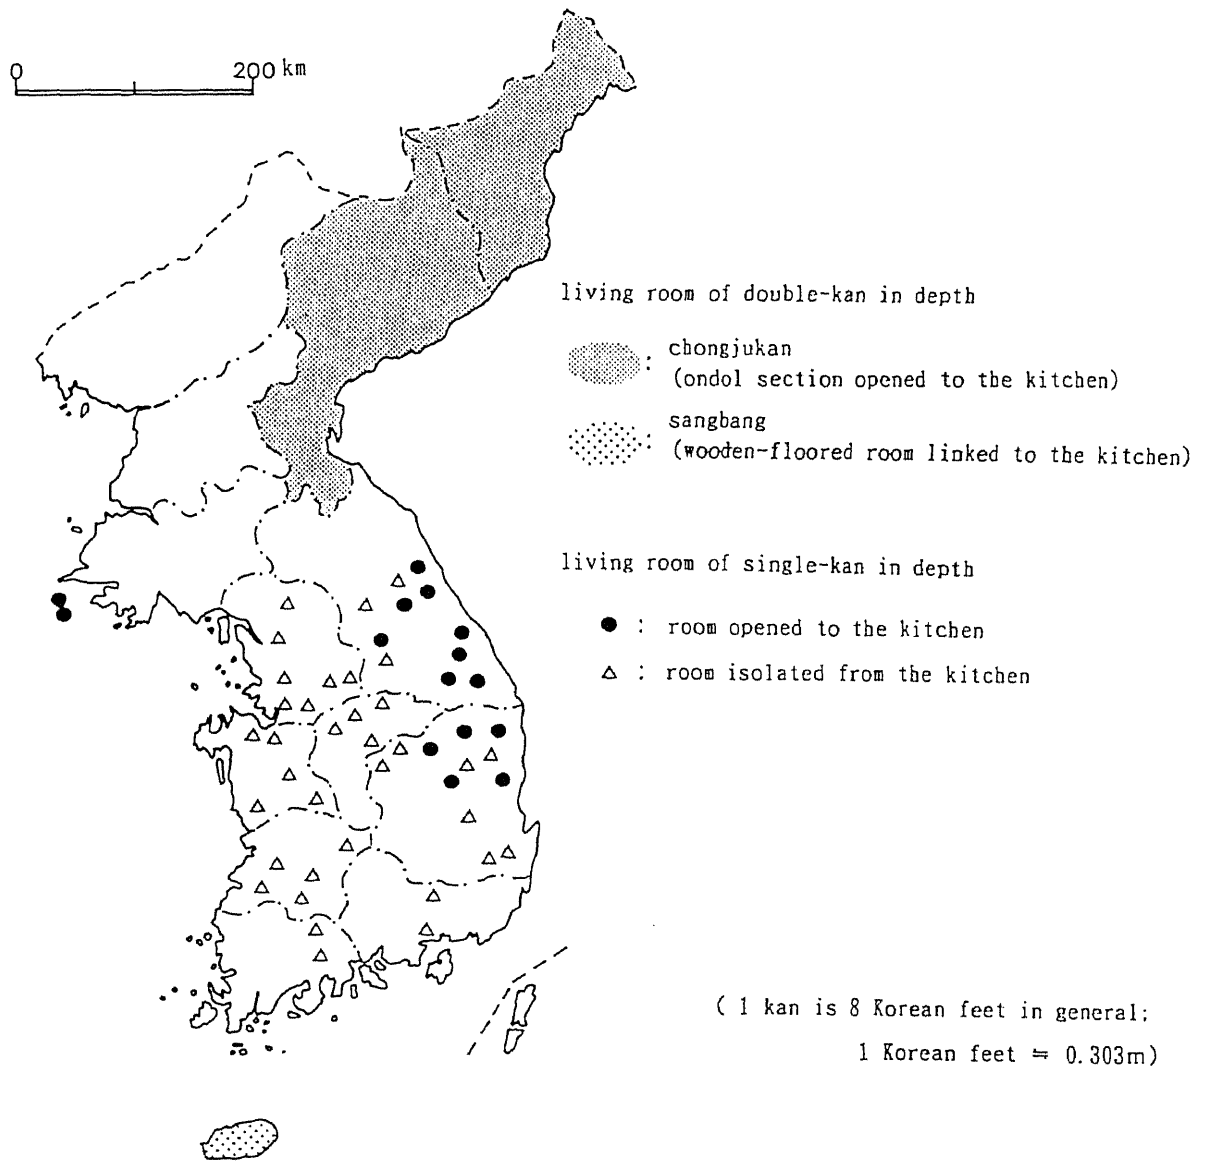 0 200 km
living room of double-kan in depth
: chongjukan
(ondol section opened to the kitchen)
: sangbang
(wooden-floored room linked to the kitchen)
living room of single-kan in depth
: room opened to the kitchen
: room isolated from the kitchen
( 1 kan is 8 Korean feet in general;
1 Korean feet ≒ 0.303m)